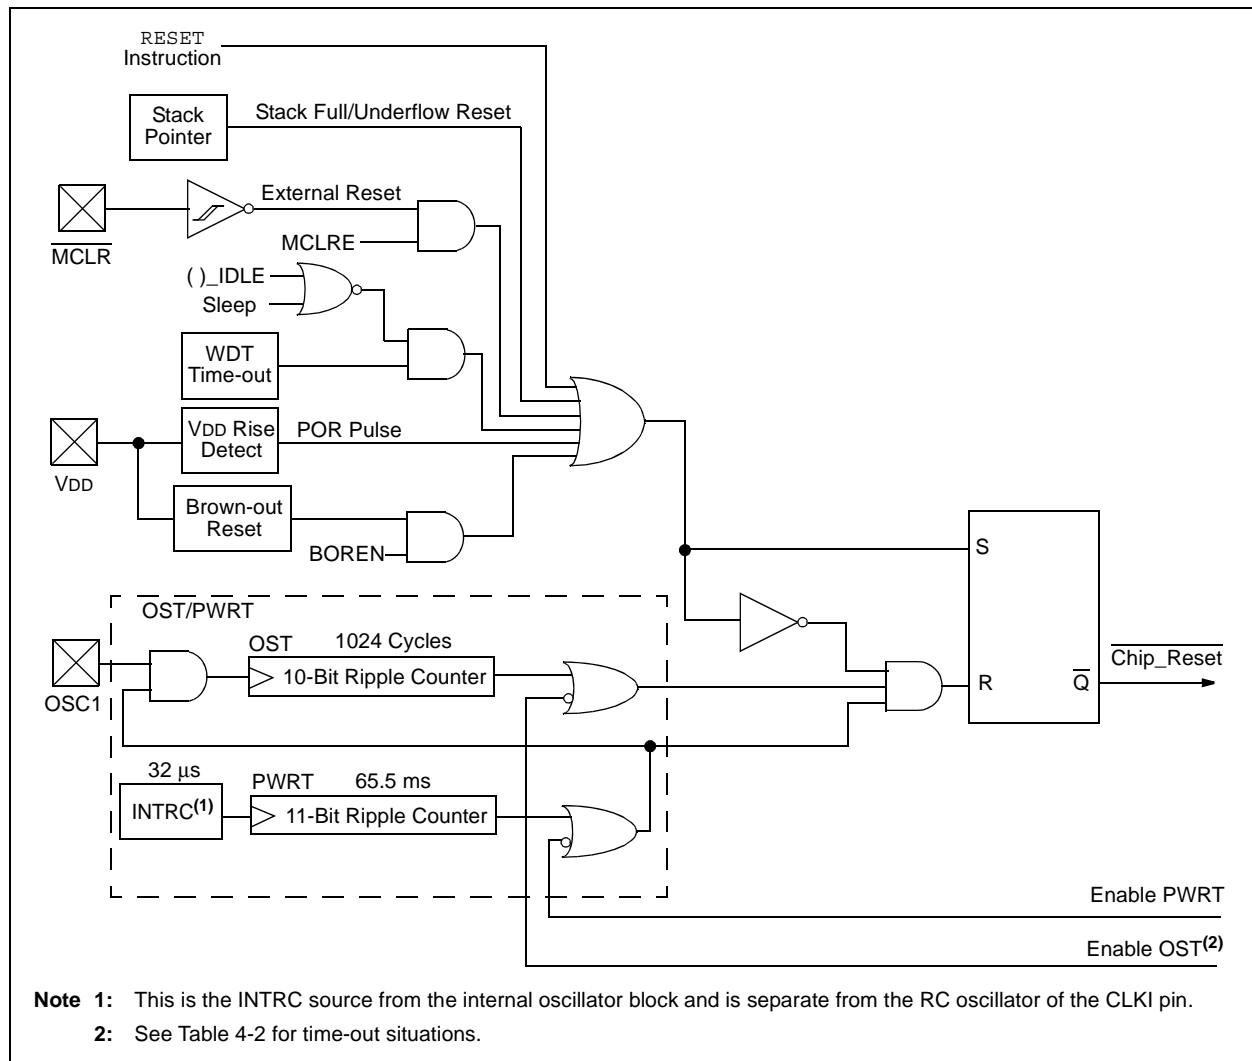 RESET
Instruction
Stack
Pointer
Stack Full/Underflow Reset
External Reset
MCLR
MCLRE
( )_IDLE
Sleep
WDT
Time-out
VDD Rise
Detect
POR Pulse
VDD
Brown-out
Reset
BOREN
S
OST/PWRT
OST
1024 Cycles
10-Bit Ripple Counter
OSC1
Chip_Reset
R
Q
32 μs
PWRT
65.5 ms
INTRC(1)
11-Bit Ripple Counter
Enable PWRT
Enable OST(2)
Note 1: This is the INTRC source from the internal oscillator block and is separate from the RC oscillator of the CLKI pin.
2: See Table 4-2 for time-out situations.